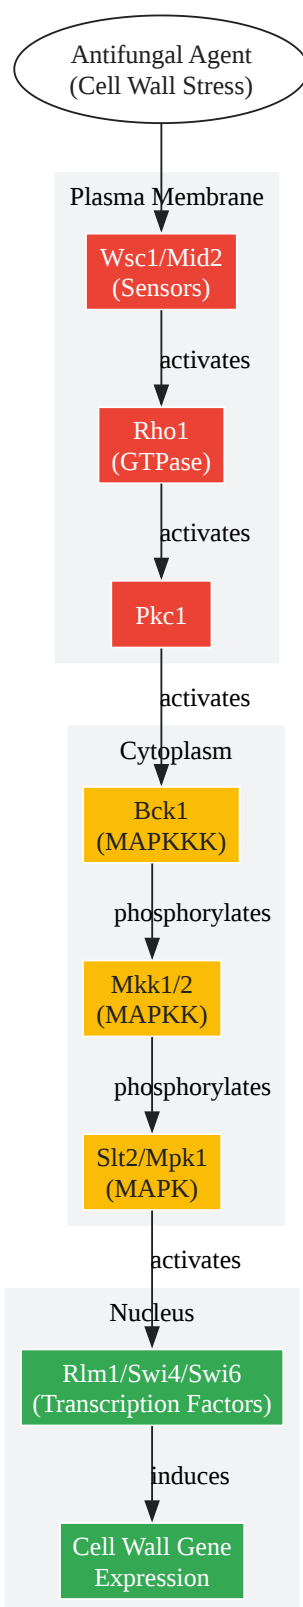 Antifungal Agent
(Cell Wall Stress)
Plasma Membrane
Wsc1/Mid2
(Sensors)
activates
Rho1
(GTPase)
activates
Pkc1
activates
Cytoplasm
Bck1
(MAPKKK)
phosphorylates
Mkk1/2
(MAPKK)
phosphorylates
Slt2/Mpk1
(MAPK)
activates
Nucleus
Rlm1/Swi4/Swi6
(Transcription Factors)
induces
Cell Wall Gene
Expression